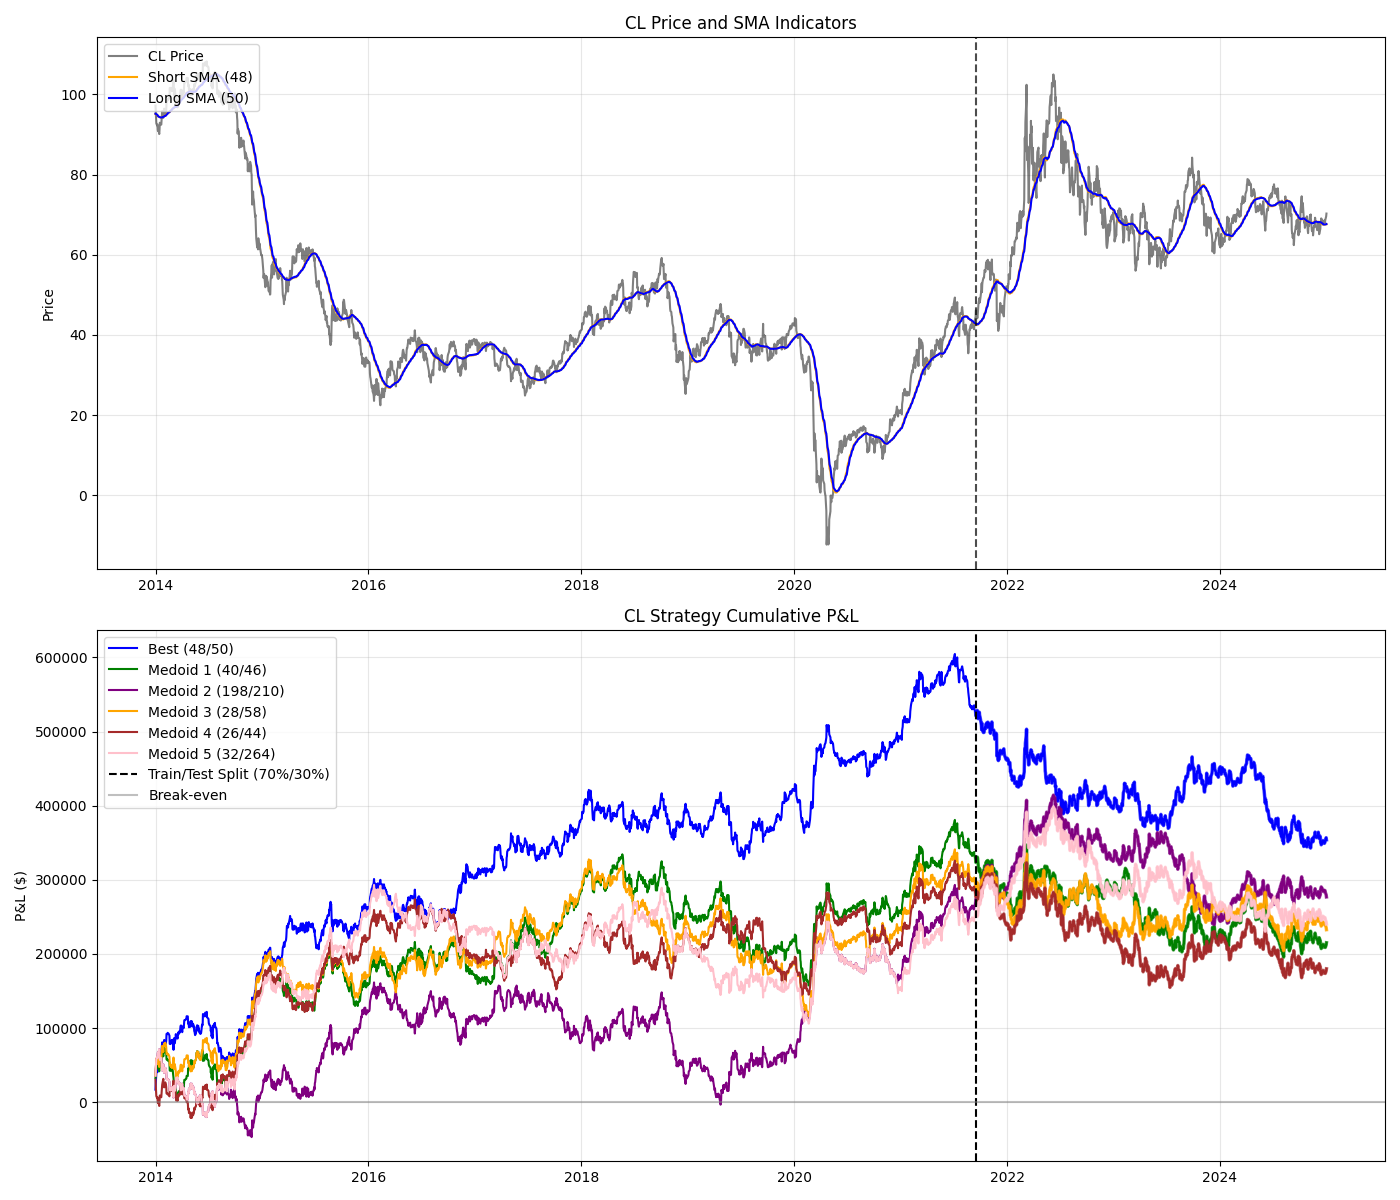 CL Price and SMA Indicators
CL Price
Short SMA (48)
Long SMA (50)
Price
100
80
60
40
20
0
2014
2016
2018
2020
2022
2024
CL Strategy Cumulative P&L
Best (48/50)
Medoid 1 (40/46)
Medoid 2 (198/210)
Medoid 3 (28/58)
Medoid 4 (26/44)
Medoid 5 (32/264)
Train/Test Split (70%/30%)
Break-even
P&L ($)
600000
500000
400000
300000
200000
100000
0
2014
2016
2018
2020
2022
2024